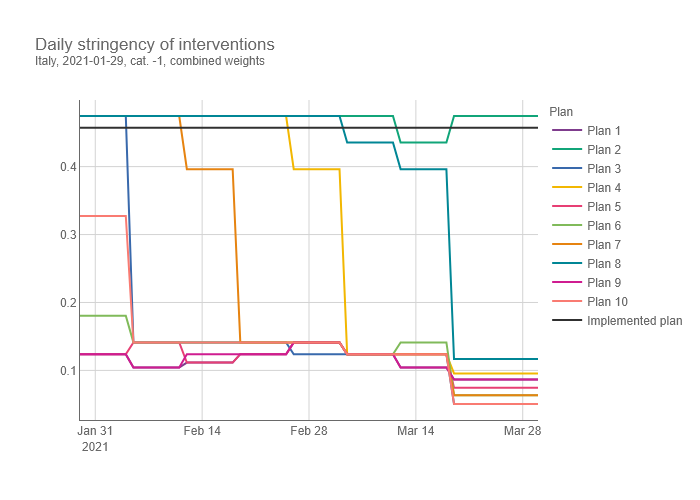 Daily stringency of interventions
Italy, 2021-01-29, cat. -1, combined weights
Plan
Plan 1
Plan 2
Plan 3
Plan 4
Plan 5
Plan 6
Plan 7
Plan 8
Plan 9
Plan 10
Implemented plan
0.4
0.3
0.2
0.1
Jan 31 Feb 14 Feb 28 Mar 14 Mar 28
2021